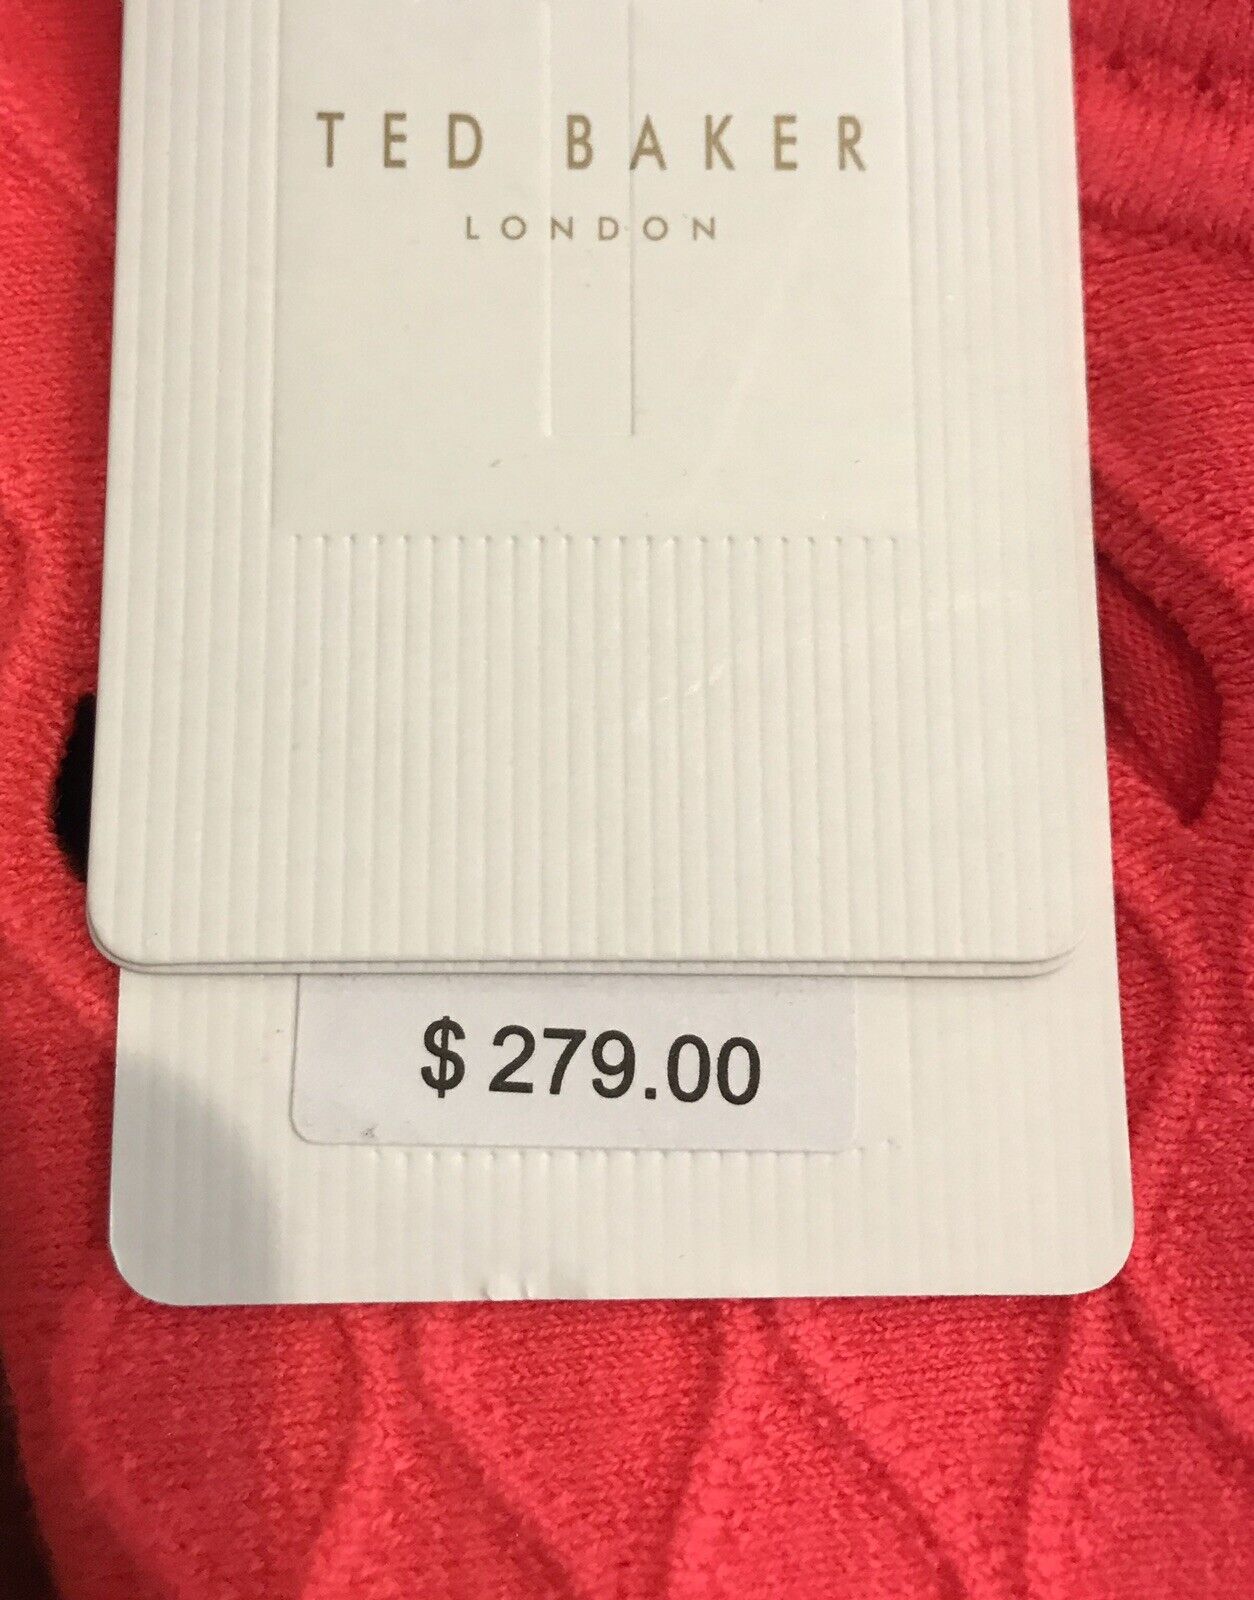 TED BAKER
LONDON
$ 279.00